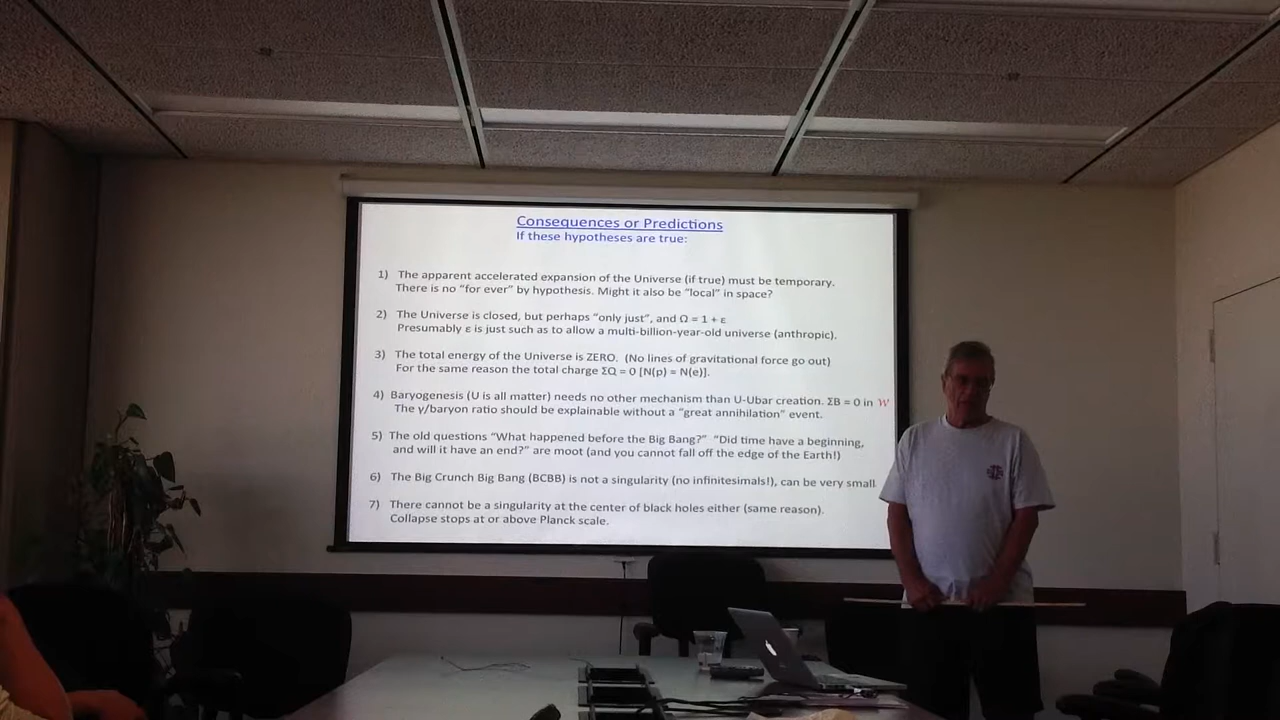 Consequences or Predictions
If these hypotheses are true:
1) The apparent accelerated expansion of the Universe (if true) must be temporary.
There is no "for ever" by hypothesis. Might it also be "local" in space?
2) The Universe is closed, but perhaps "only just", and Ω = 1 + ε
Presumably ε is just such as to allow a multi-billion-year-old universe (anthropic).
3) The total energy of the Universe is ZERO. (No lines of gravitational force go out)
For the same reason the total charge ΣQ = 0 [N(p) = N(e)].
4) Baryogenesis (U is all matter) needs no other mechanism than U-Ubar creation. ΣB = 0 in W
The γ/baryon ratio should be explainable without a "great annihilation" event.
5) The old questions "What happened before the Big Bang?" "Did time have a beginning,
and will it have an end?" are moot (and you cannot fall off the edge of the Earth!)
6) The Big Crunch Big Bang (BCBB) is not a singularity (no infinitesimals!), can be very small
7) There cannot be a singularity at the center of black holes either (same reason).
Collapse stops at or above Planck scale.